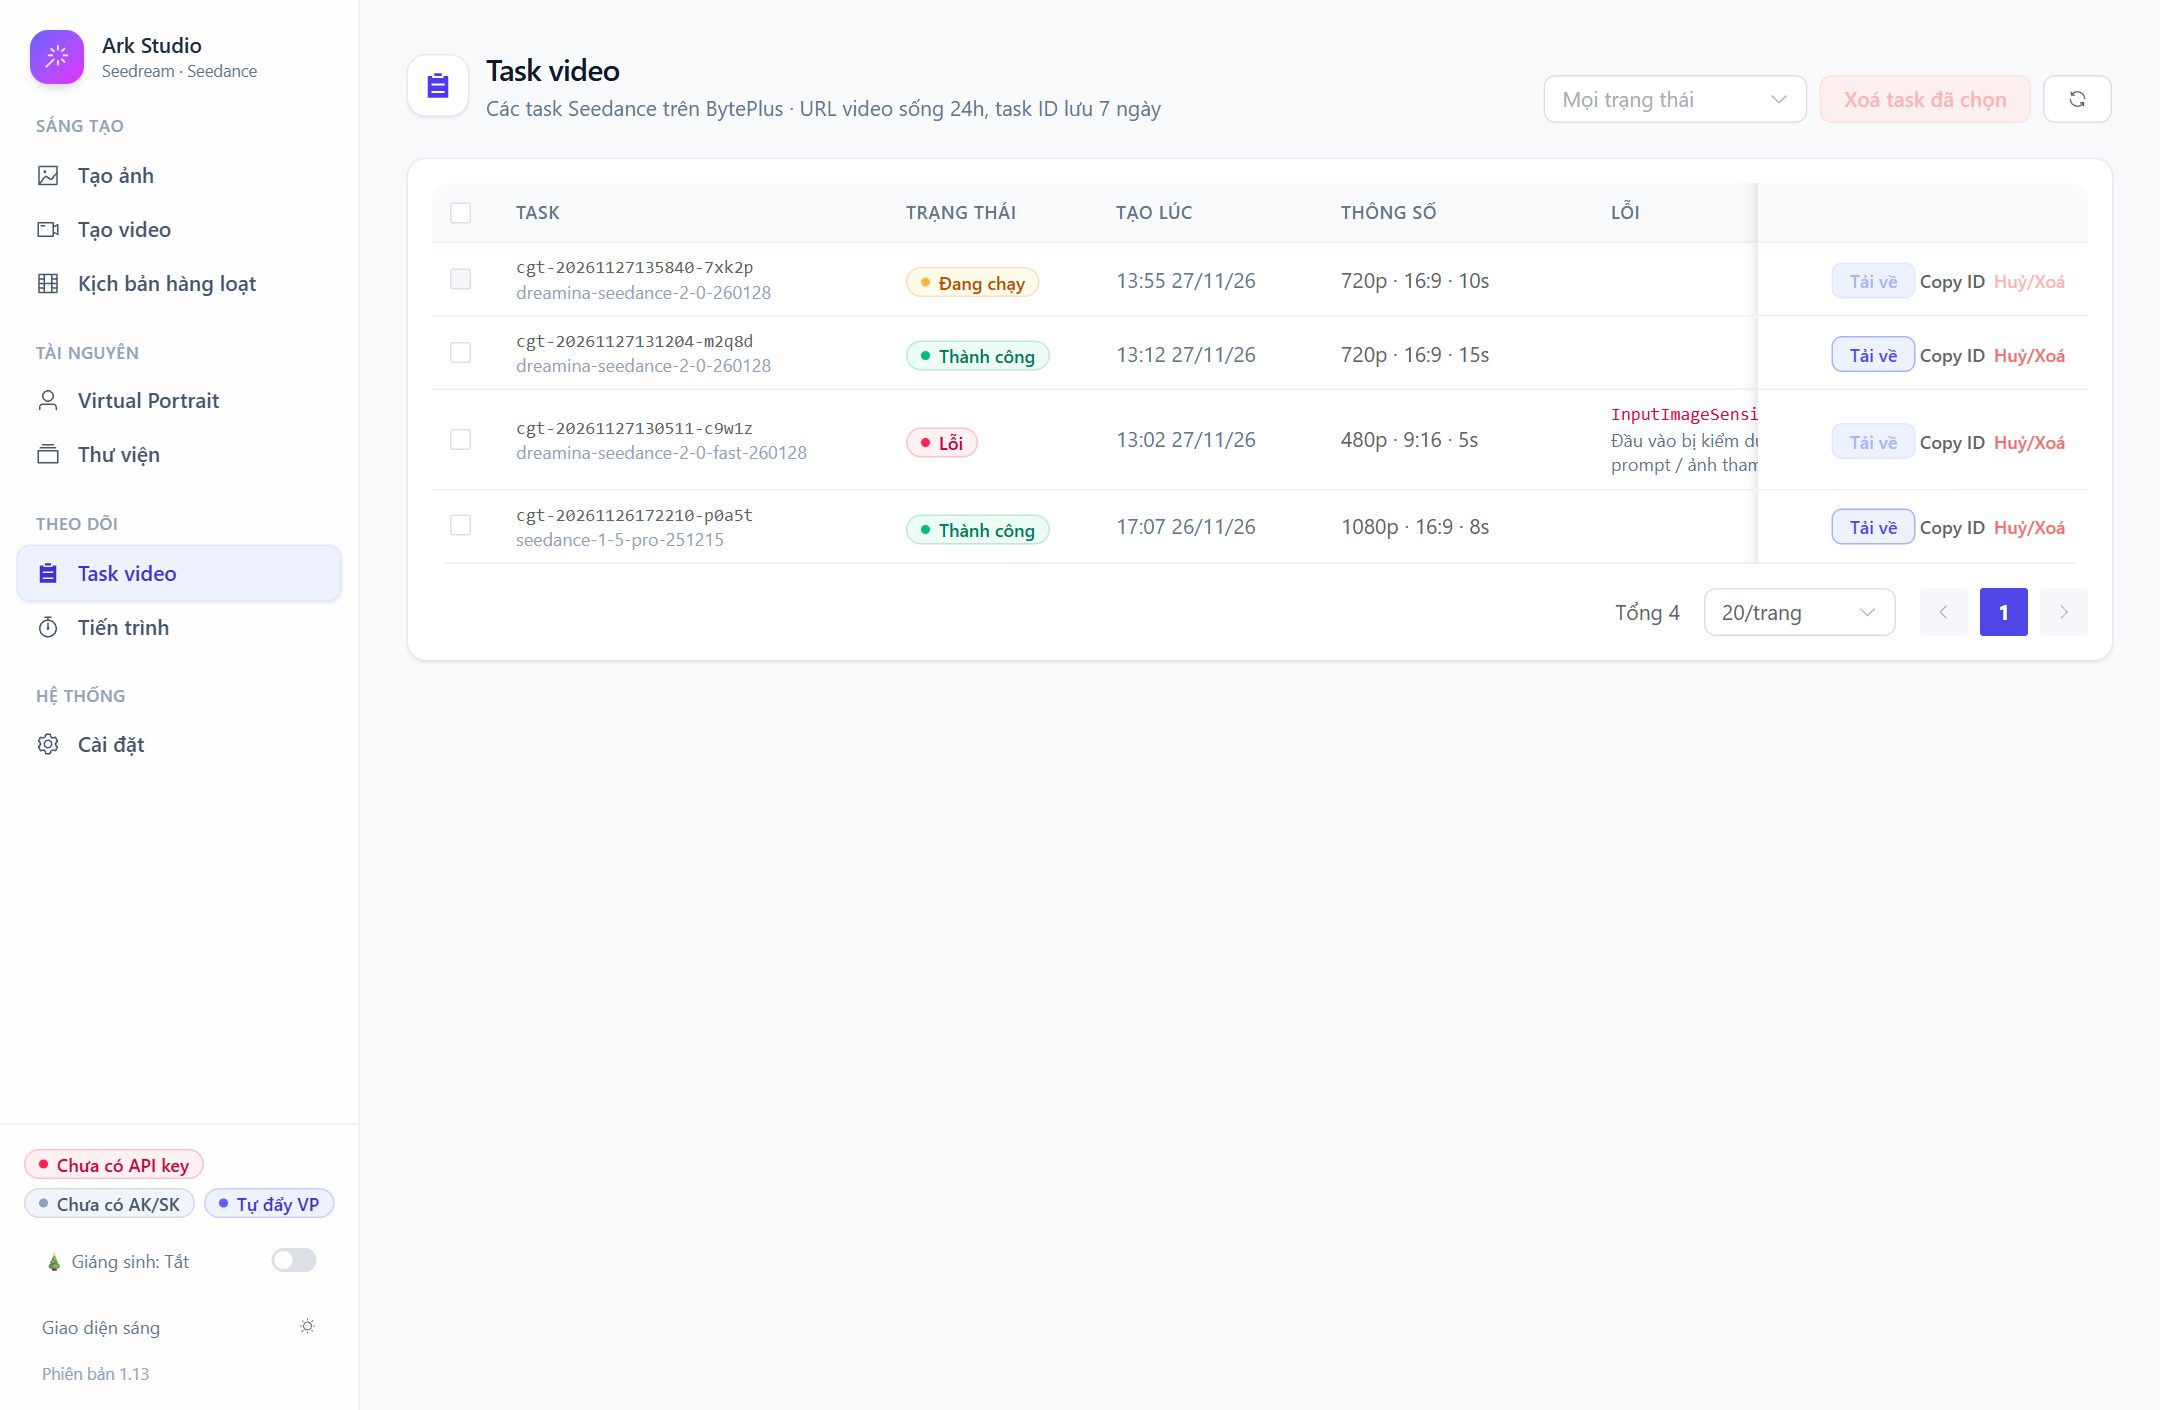 Ark Studio
Seedream · Seedance
SÁNG TẠO
Tạo ảnh
Tạo video
Kịch bản hàng loạt
TÀI NGUYÊN
Virtual Portrait
Thư viện
THEO DÕI
Task video
Tiến trình
HỆ THỐNG
Cài đặt
Chưa có API key
Chưa có AK/SK
Tự đẩy VP
Giáng sinh: Tắt
Giao diện sáng
Phiên bản 1.13
Task video
Các task Seedance trên BytePlus · URL video sống 24h, task ID lưu 7 ngày
Mọi trạng thái
Xoá task đã chọn
TASK TRẠNG THÁI TẠO LÚC THÔNG SỐ LỖI
cgt-20261127135840-7xk2p
dreamina-seedance-2-0-260128
Đang chạy
13:55 27/11/26
720p · 16:9 · 10s
Tải về Copy ID Huỷ/Xoá
cgt-20261127131204-m2q8d
dreamina-seedance-2-0-260128
Thành công
13:12 27/11/26
720p · 16:9 · 15s
Tải về Copy ID Huỷ/Xoá
cgt-20261127130511-c9w1z
dreamina-seedance-2-0-fast-260128
Lỗi
13:02 27/11/26
480p · 9:16 · 5s
InputImageSensi
Đầu vào bị kiểm
prompt / ảnh tham
Tải về Copy ID Huỷ/Xoá
cgt-20261126172210-p0a5t
seedance-1-5-pro-251215
Thành công
17:07 26/11/26
1080p · 16:9 · 8s
Tải về Copy ID Huỷ/Xoá
Tổng 4
20/trang
1